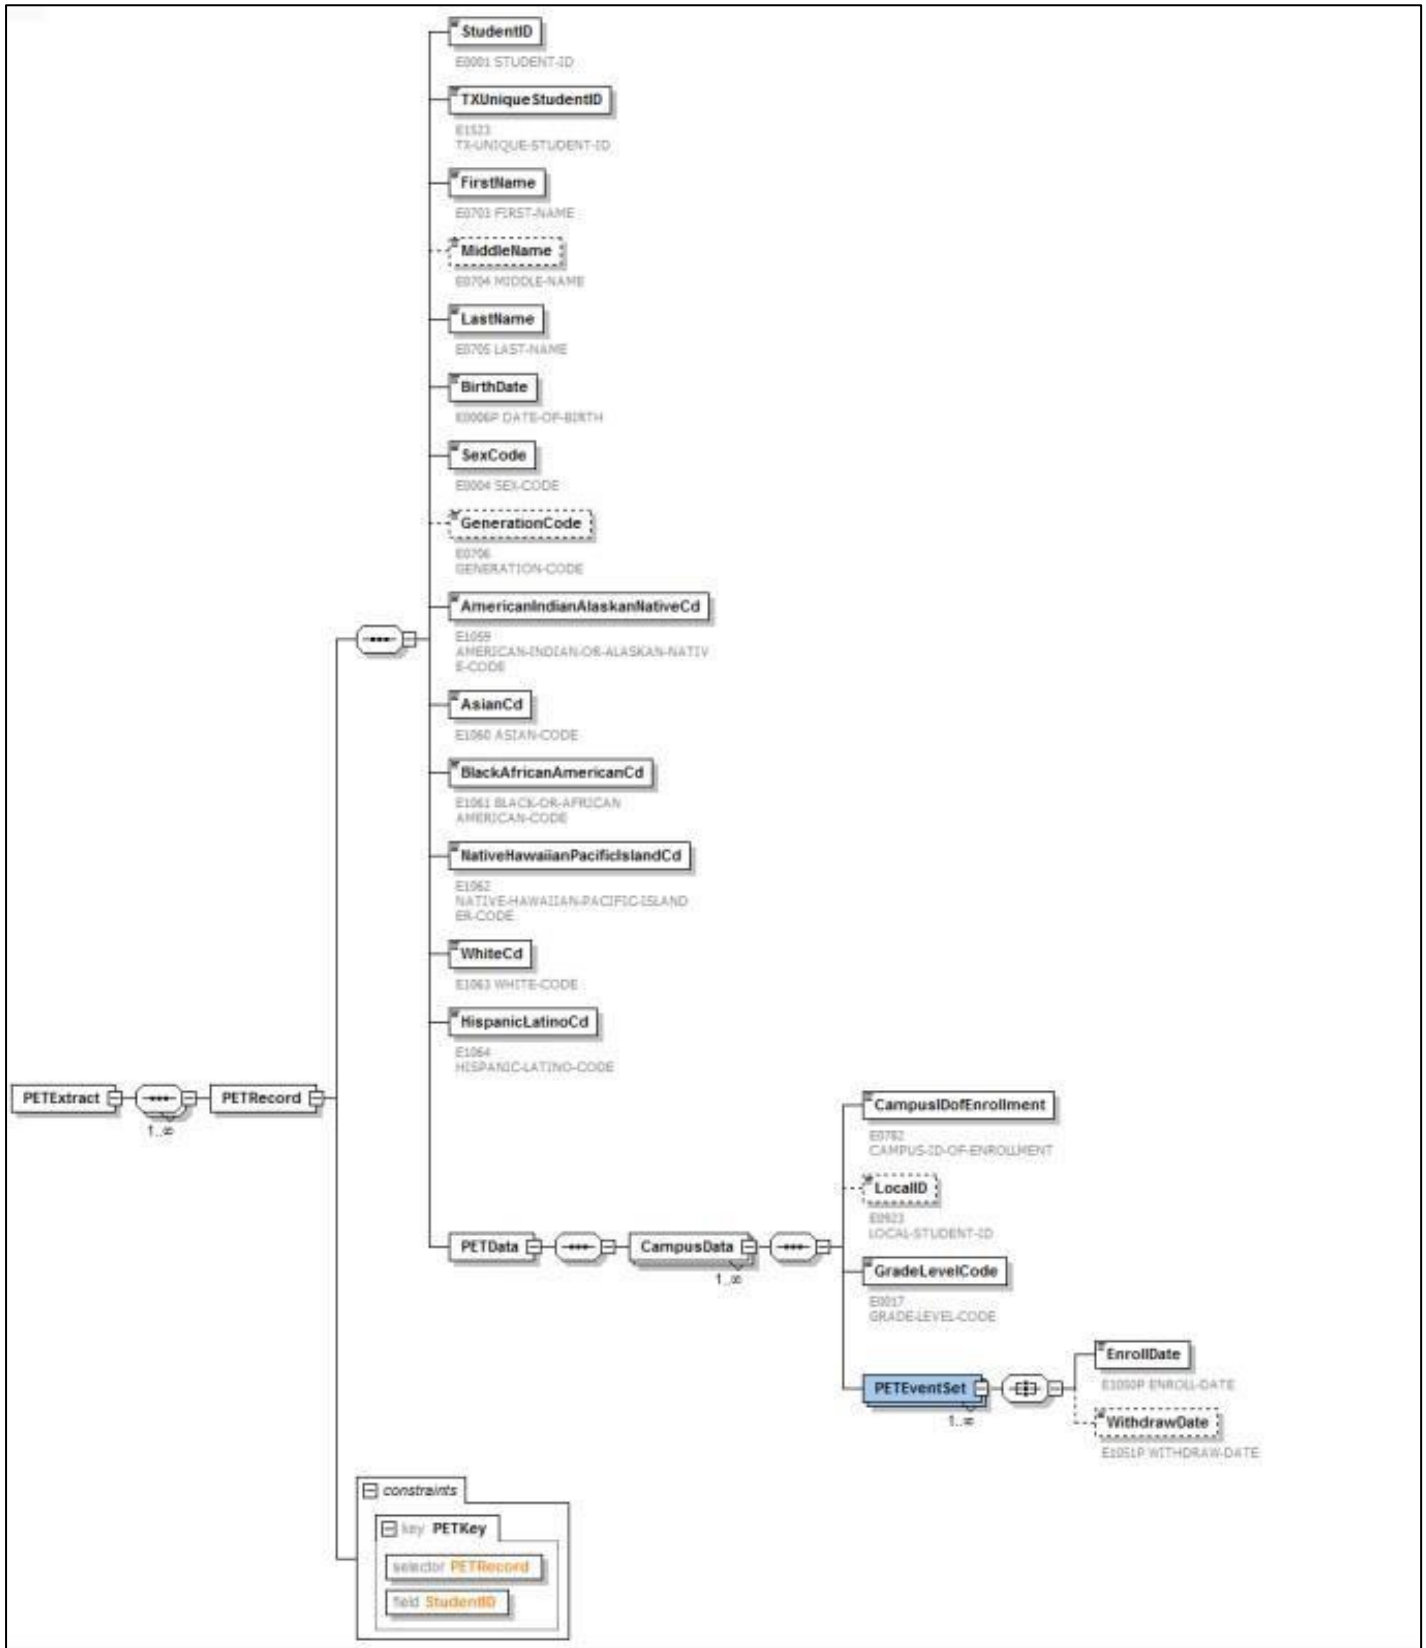 StudentID
E0001 STUDENT-ID
TXUniqueStudentID
E1523
TX-UNIQUE-STUDENT-ID
FirstName
E0703 FIRST-NAME
MiddleName
E0704 MIDDLE-NAME
LastName
E0705 LAST-NAME
BirthDate
E0006P DATE-OF-BIRTH
SexCode
E0004 SEX-CODE
GenerationCode
E0706
GENERATION-CODE
AmericanIndianAlaskanNativeCd
E1059
AMERICAN-INDIAN-OR-ALASKAN-NATIV
E-CODE
AsianCd
E1060 ASIAN-CODE
BlackAfricanAmericanCd
E1061 BLACK-OR-AFRICAN
AMERICAN-CODE
NativeHawaiianPacificIslandCd
E1062
NATIVE-HAWAIIAN-PACIFIC-ISLAND
ER-CODE
WhiteCd
E1063 WHITE-CODE
HispanicLatinoCd
E1064
HISPANIC-LATINO-CODE
PETExtract
1..∞
PETRecord
PETData
CampusData
1..∞
CampusIDofEnrollment
E0782
CAMPUS-ID-OF-ENROLLMENT
LocalID
E0923
LOCAL-STUDENT-ID
GradeLevelCode
E0017
GRADE-LEVEL-CODE
PETEventSet
1..∞
EnrollDate
E1050P ENROLL-DATE
WithdrawDate
E1051P WITHDRAW-DATE
constraints
key PETKey
selector PETRecord
field StudentID